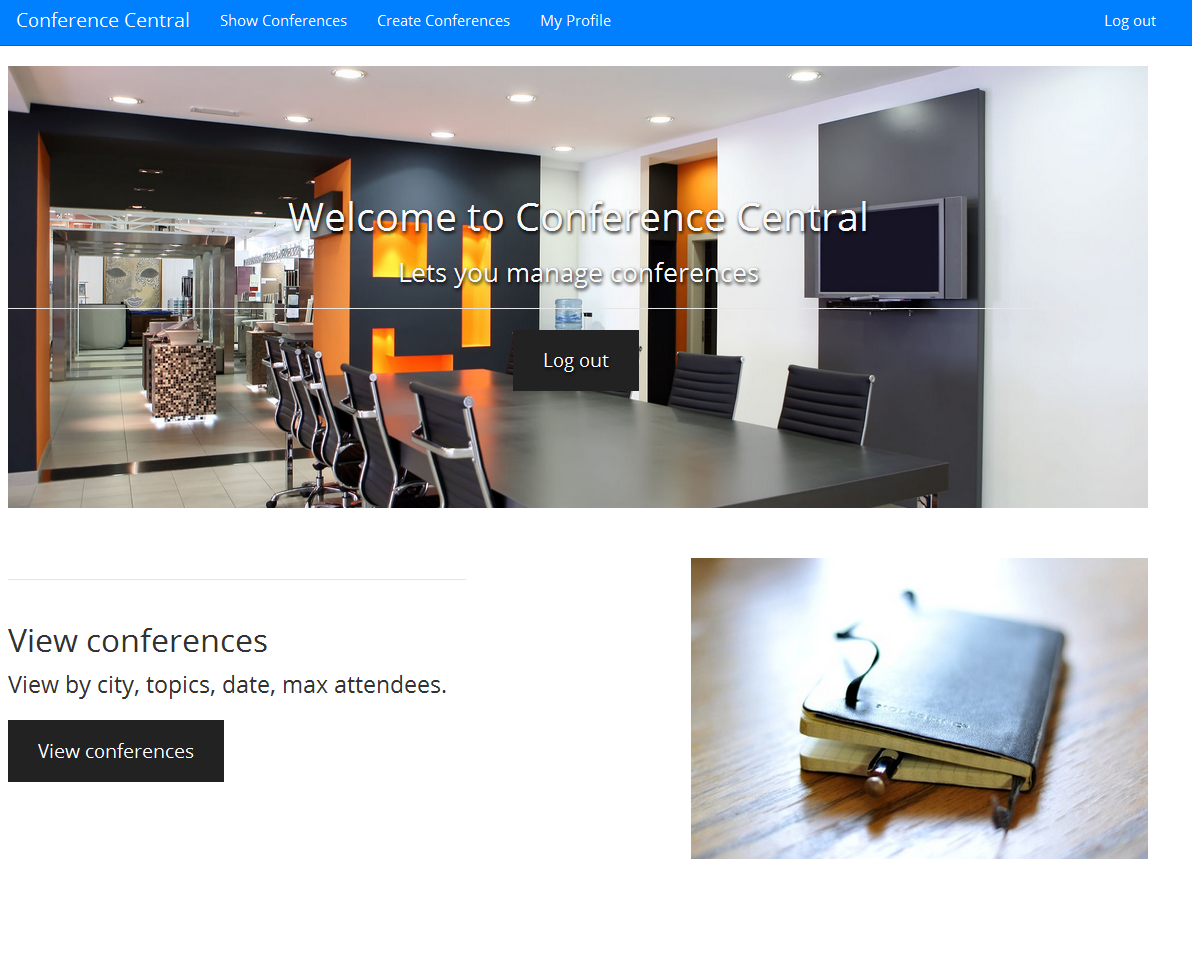 Conference Central Show Conferences Create Conferences My Profile Log out
Welcome to Conference Central
Lets you manage conferences
Log out
View conferences
View by city, topics, date, max attendees.
View conferences